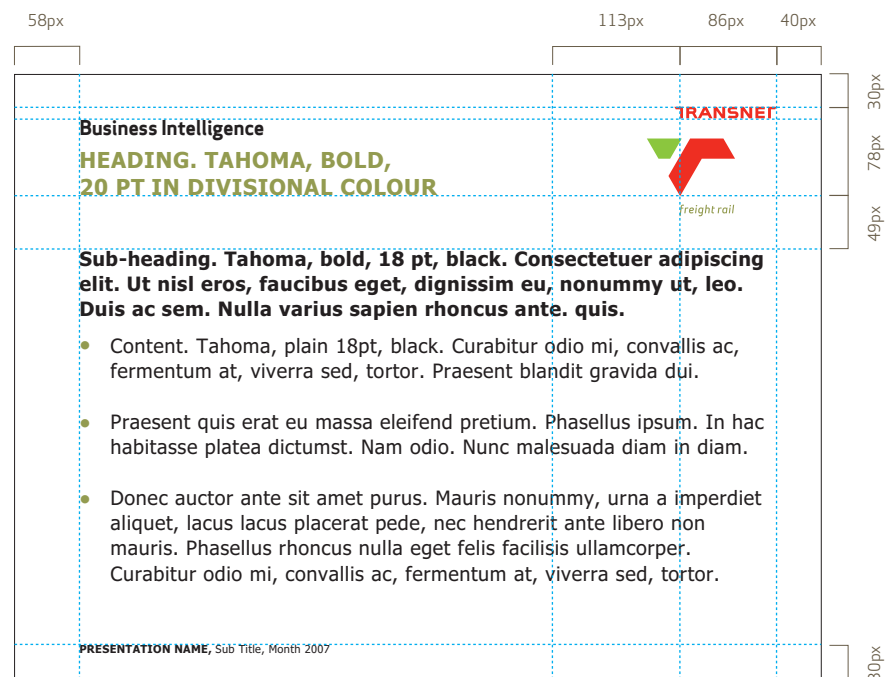 58px
113px
86px
40px
30px
TRANSNET
Business Intelligence
HEADING. TAHOMA, BOLD,
20 PT IN DIVISIONAL COLOUR
78px
freight rail
49px
Sub-heading. Tahoma, bold, 18 pt, black. Consectetuer adipiscing
elit. Ut nisl eros, faucibus eget, dignissim eu, nonummy ut, leo.
Duis ac sem. Nulla varius sapien rhoncus ante. quis.
• Content. Tahoma, plain 18pt, black. Curabitur odio mi, convallis ac,
fermentum at, viverra sed, tortor. Praesent blandit gravida dui.
• Praesent quis erat eu massa eleifend pretium. Phasellus ipsum. In hac
habitasse platea dictumst. Nam odio. Nunc malesuada diam in diam.
• Donec auctor ante sit amet purus. Mauris nonummy, urna a imperdiet
aliquet, lacus lacus placerat pede, nec hendrerit ante libero non
mauris. Phasellus rhoncus nulla eget felis facilisis ullamcorper.
Curabitur odio mi, convallis ac, fermentum at, viverra sed, tortor.
PRESENTATION NAME, Sub Title, Month 2007